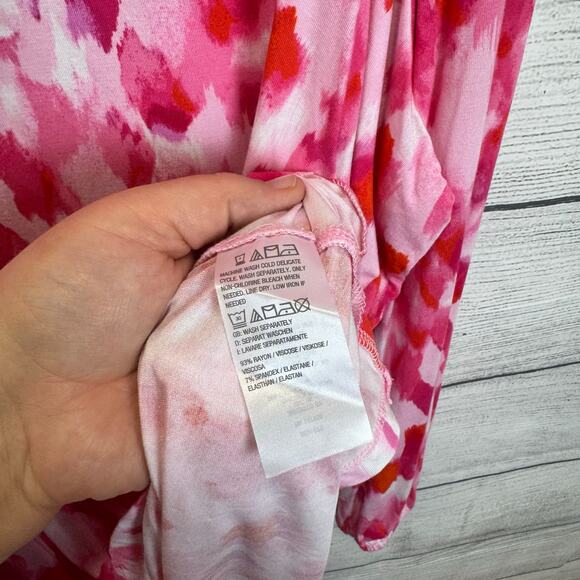 MACHINE WASH COLD DELICATE
CYCLE. WASH SEPARATELY. ONLY
NON-CHLORINE BLEACH WHEN
NEEDED. LINE DRY. LOW IRON IF
GB: WASH SEPARATELY
D: SEPARAT WASCHEN
I: LAVARE SEPARATAMENTE
93% RAYON / VISCOSE / VISKOSE /
VISCOSA
7% SPANDEX / ELASTANE /
ELASTHAN / ELASTAN